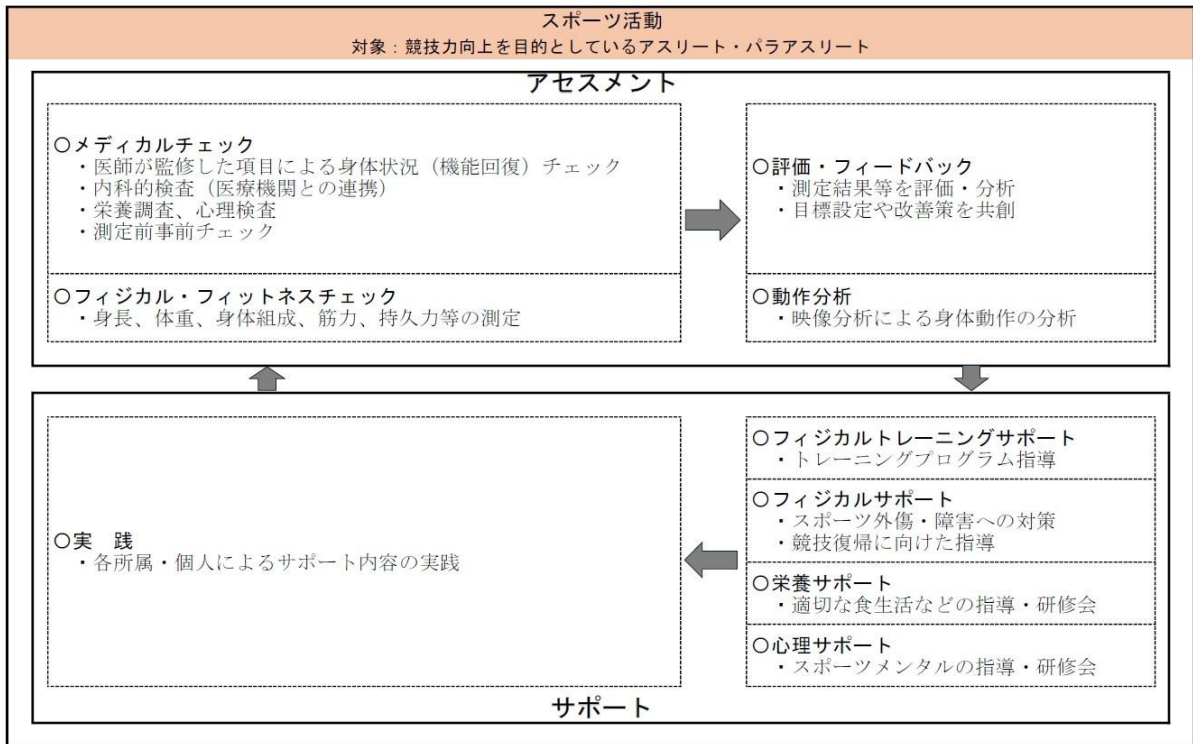 スポーツ活動
対象：競技力向上を目的としているアスリート・パラアスリート
アセスメント
○メディカルチェック
・医師が監修した項目による身体状況（機能回復）チェック
・内科的検査（医療機関との連携）
・栄養調査、心理検査
・測定前事前チェック
○フィジカル・フィットネスチェック
・身長、体重、身体組成、筋力、持久力等の測定
○評価・フィードバック
・測定結果等を評価・分析
・目標設定や改善策を共創
○動作分析
・映像分析による身体動作の分析
○フィジカルトレーニングサポート
・トレーニングプログラム指導
○フィジカルサポート
・スポーツ外傷・障害への対策
・競技復帰に向けた指導
○栄養サポート
・適切な食生活などの指導・研修会
○心理サポート
・スポーツメンタルの指導・研修会
○実　践
・各所属・個人によるサポート内容の実践
サポート